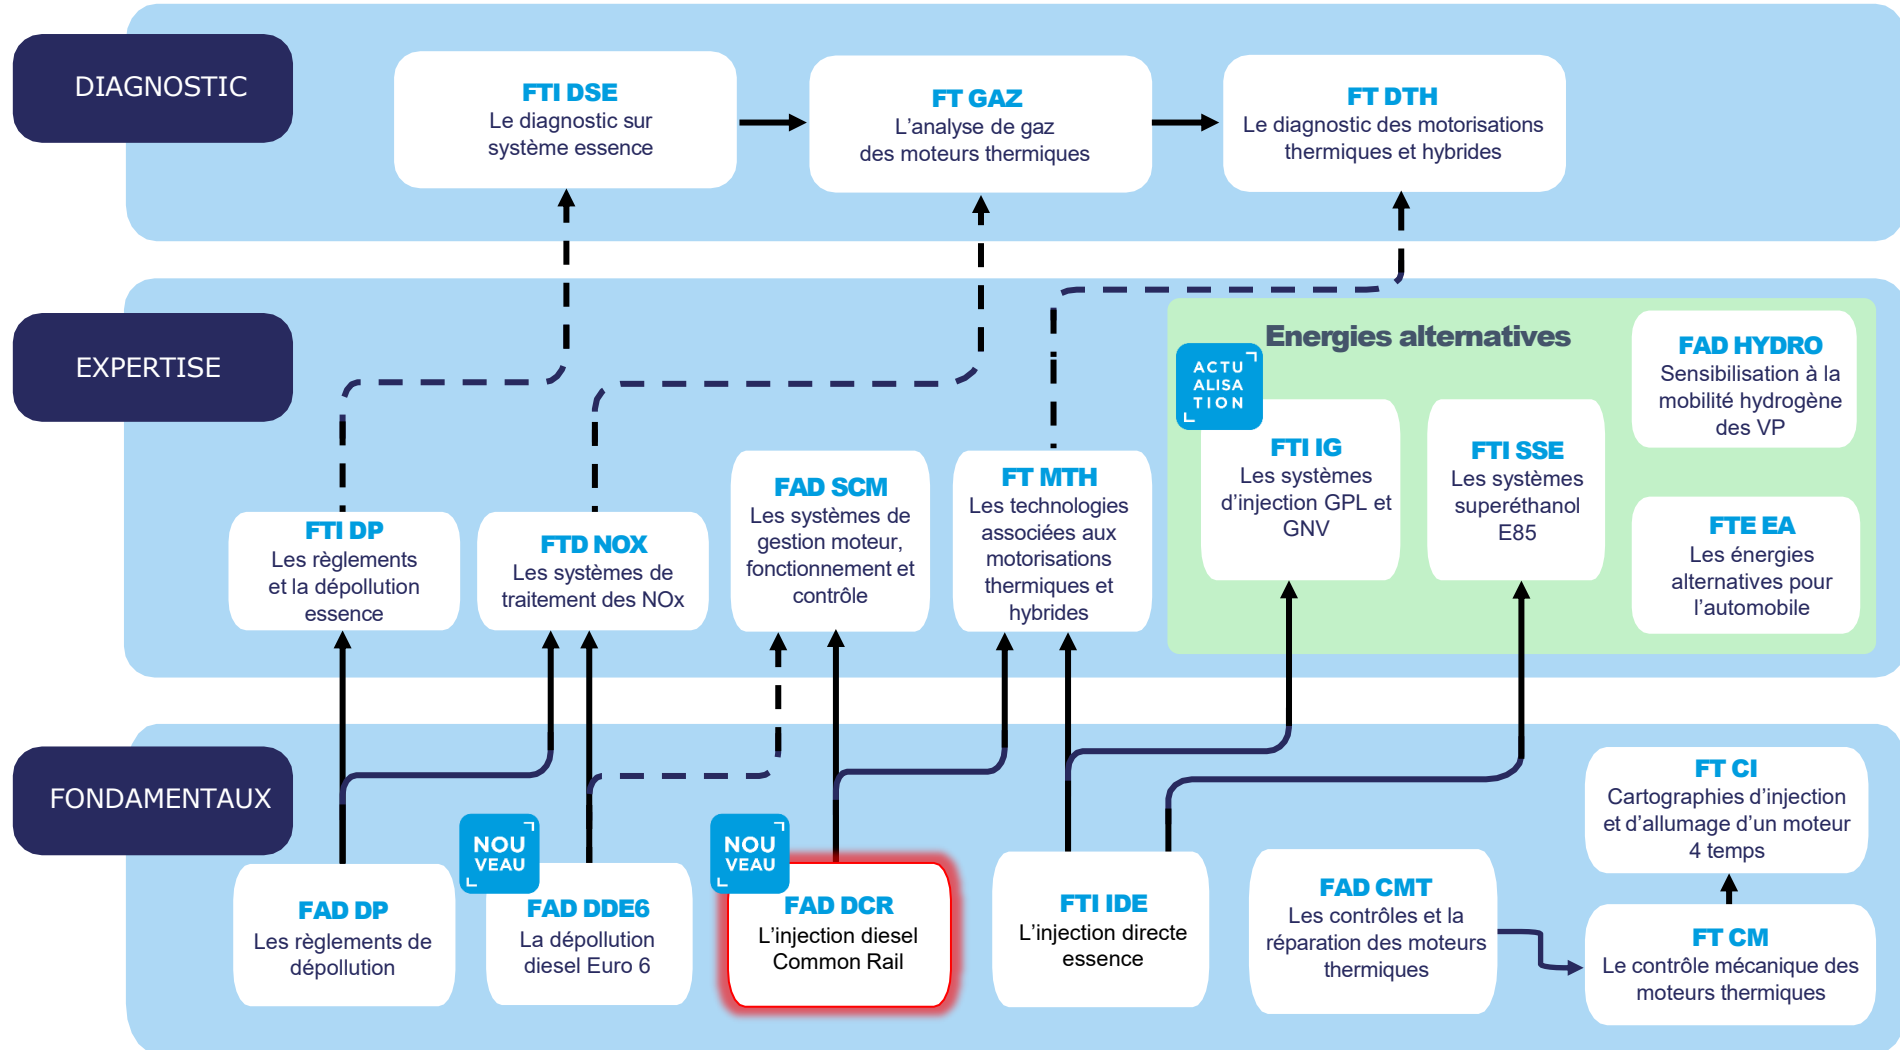 DIAGNOSTIC
FTI DSE
Le diagnostic sur
système essence
FT GAZ
L’analyse de gaz
des moteurs thermiques
FT DTH
Le diagnostic des motorisations
thermiques et hybrides
EXPERTISE
Energies alternatives
ACTU
ALISA
TION
FAD HYDRO
Sensibilisation à la
mobilité hydrogène
des VP
FTI IG
Les systèmes
d’injection GPL et
GNV
FTI SSE
Les systèmes
superéthanol
E85
FTE EA
Les énergies
alternatives pour
l’automobile
FTI DP
Les règlements
et la dépollution
essence
FTD NOX
Les systèmes de
traitement des NOx
FAD SCM
Les systèmes de
gestion moteur,
fonctionnement et
contrôle
FT MTH
Les technologies
associées aux
motorisations
thermiques et
hybrides
FONDAMENTAUX
FAD DP
Les règlements de
dépollution
NOU
VEAU
FAD DDE6
La dépollution
diesel Euro 6
NOU
VEAU
FAD DCR
L’injection diesel
Common Rail
FTI IDE
L’injection directe
essence
FAD CMT
Les contrôles et la
réparation des moteurs
thermiques
FT CI
Cartographies d’injection
et d’allumage d’un moteur
4 temps
FT CM
Le contrôle mécanique des
moteurs thermiques